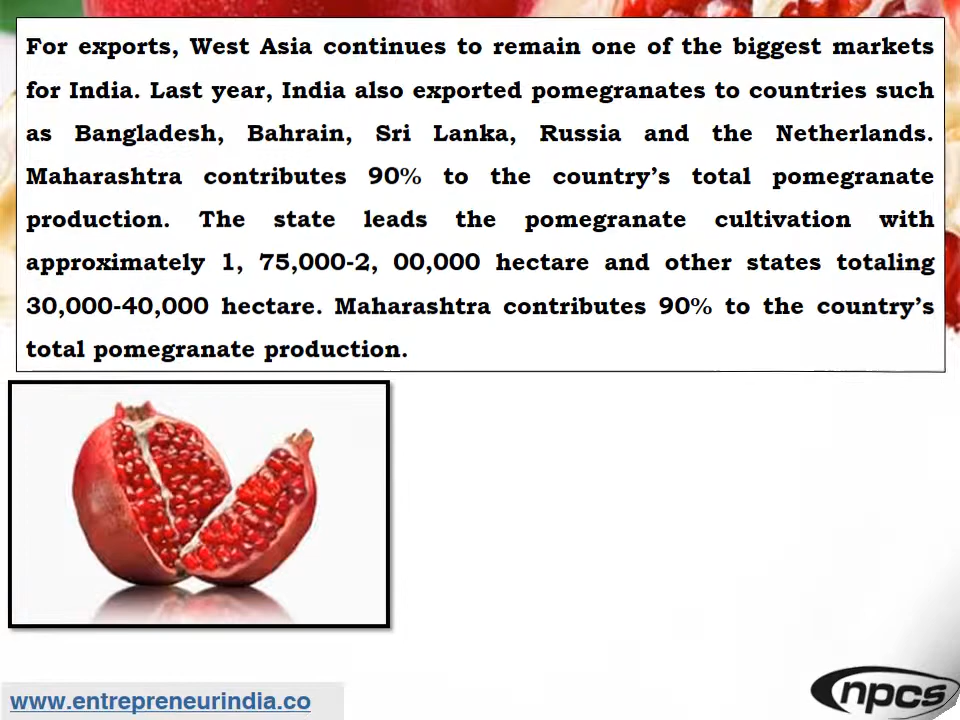 For exports, West Asia continues to remain one of the biggest markets
for India. Last year, India also exported pomegranates to countries such
as Bangladesh, Bahrain, Sri Lanka, Russia and the Netherlands.
Maharashtra contributes 90% to the country’s total pomegranate
production. The state leads the pomegranate cultivation with
approximately 1, 75,000-2, 00,000 hectare and other states totaling
30,000-40,000 hectare. Maharashtra contributes 90% to the country’s
total pomegranate production.
www.entrepreneurindia.co
npcs